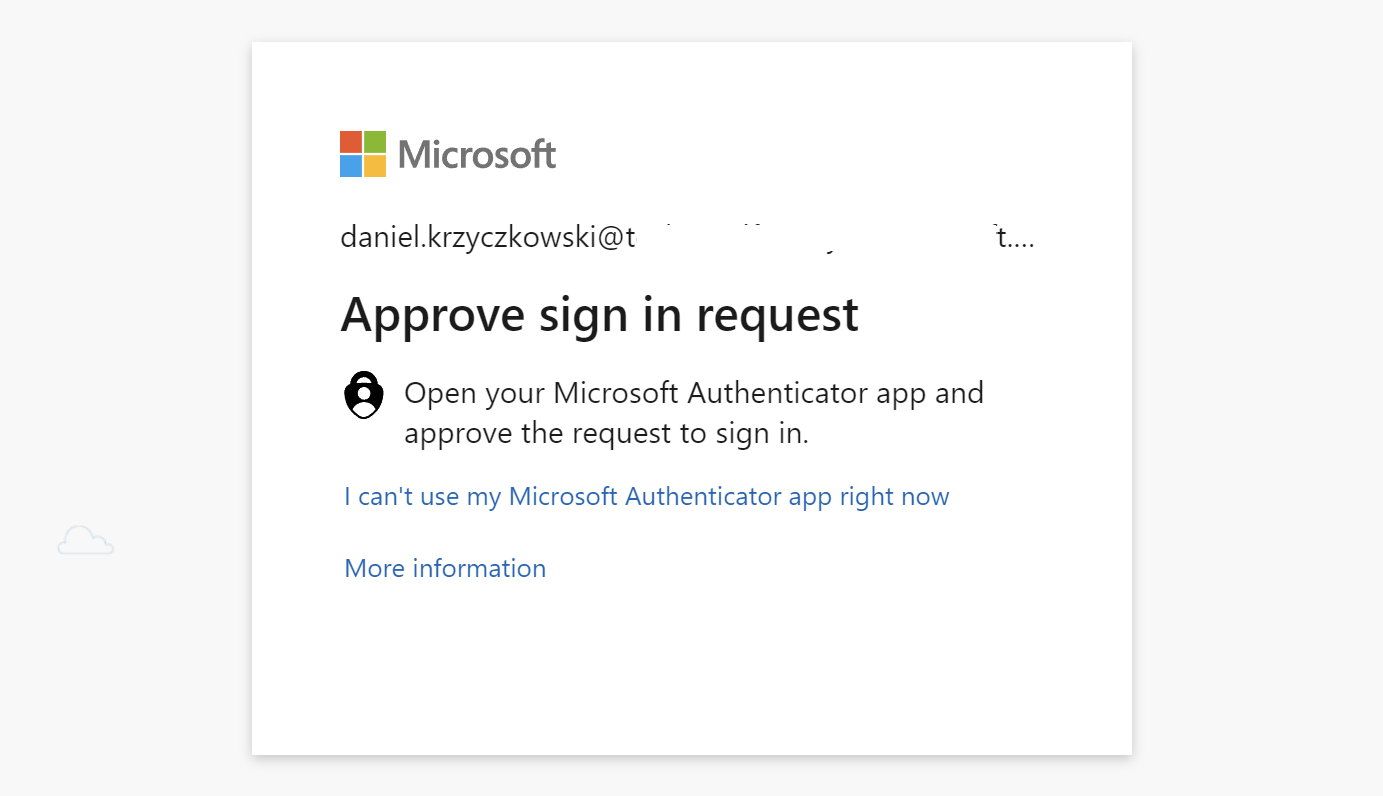 Microsoft
daniel.krzyczkowski@t
Approve sign in request
Open your Microsoft Authenticator app and
approve the request to sign in.
I can't use my Microsoft Authenticator app right now
More information